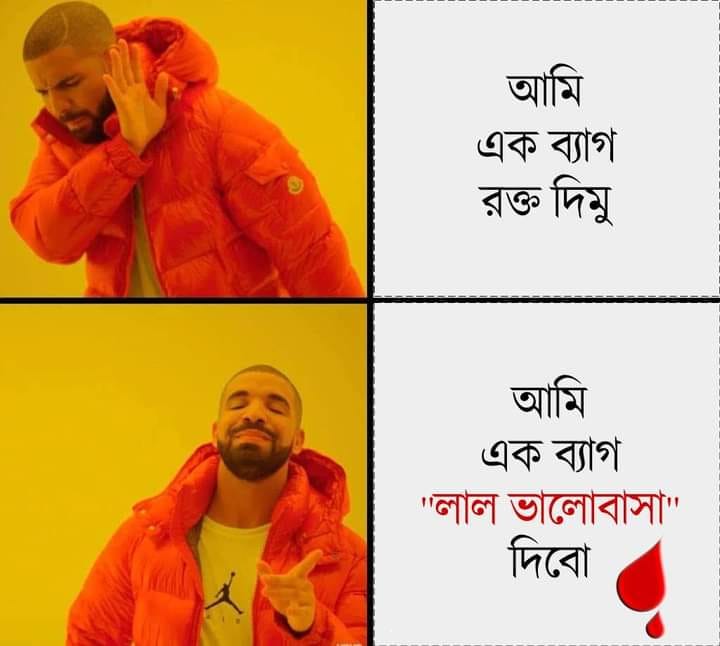 আমি
এক ব্যাগ
রক্ত দিমু
আমি
এক ব্যাগ
"লাল ভালোবাসা"
দিবো